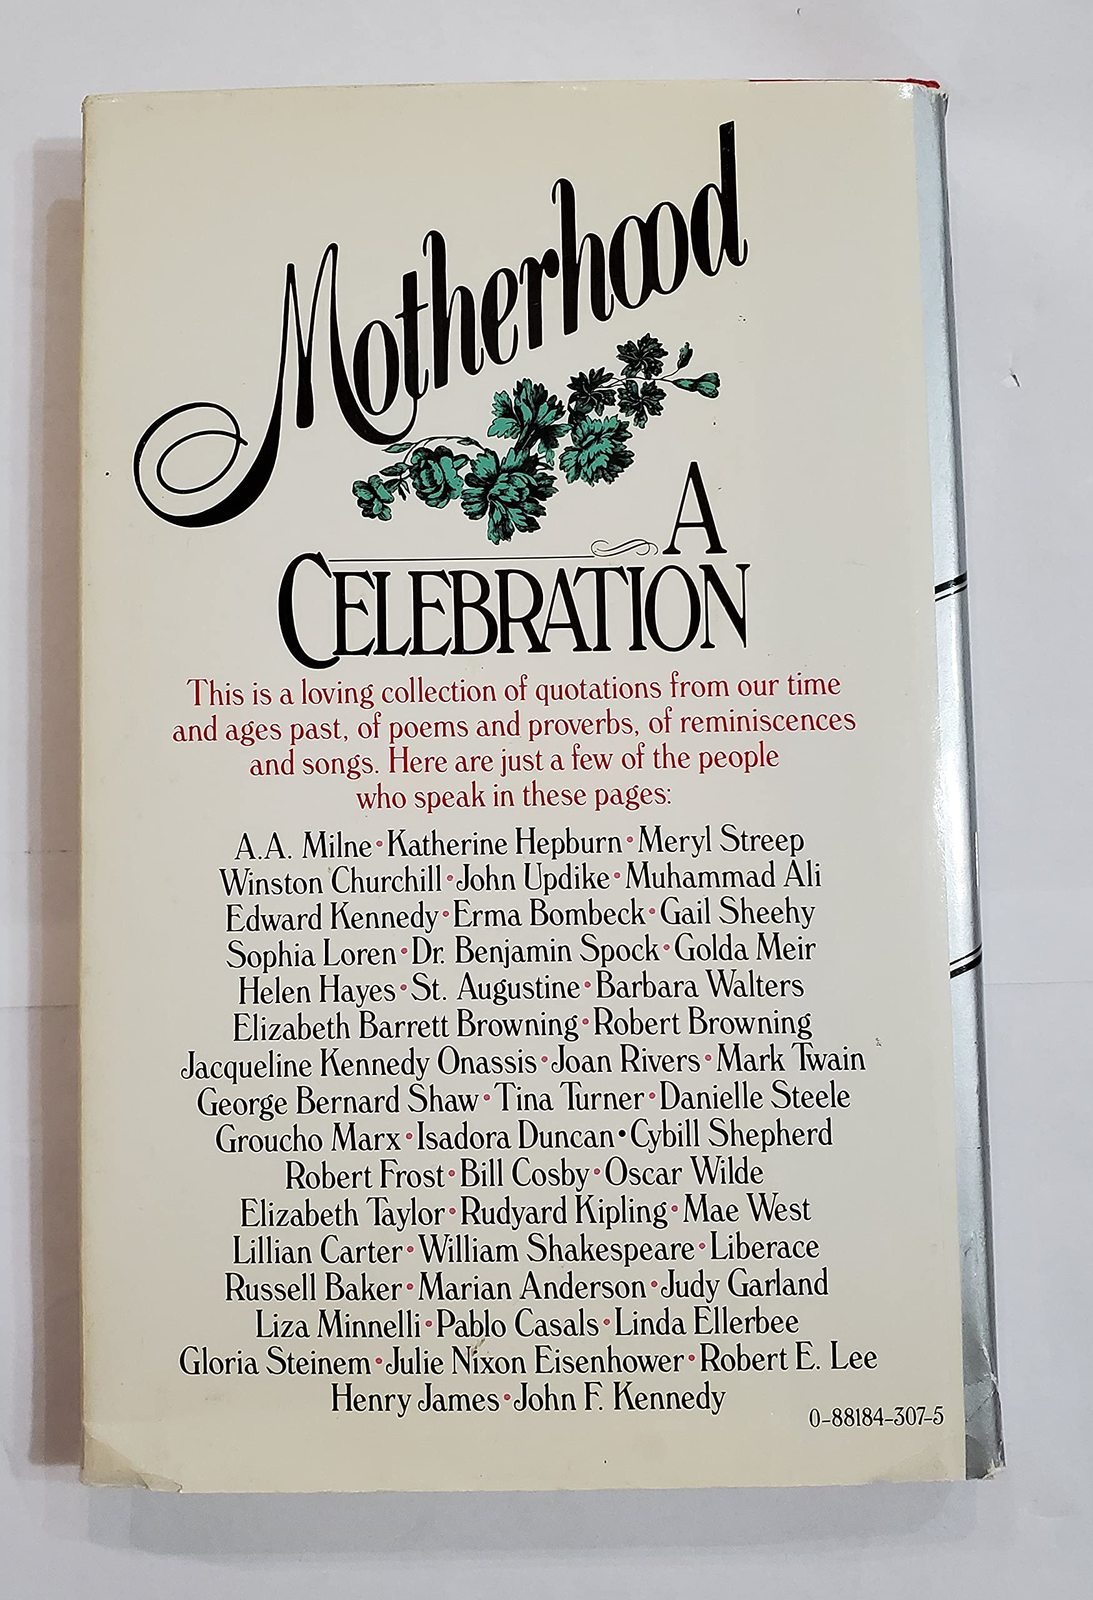 Motherhood
A
CELEBRATION
This is a loving collection of quotations from our time
and ages past, of poems and proverbs, of reminiscences
and songs. Here are just a few of the people
who speak in these pages:
A.A. Milne•Katherine Hepburn•Meryl Streep
Winston Churchill•John Updike•Muhammad Ali
Edward Kennedy•Erma Bombeck•Gail Sheehy
Sophia Loren•Dr. Benjamin Spock•Golda Meir
Helen Hayes•St. Augustine•Barbara Walters
Elizabeth Barrett Browning•Robert Browning
Jacqueline Kennedy Onassis•Joan Rivers•Mark Twain
George Bernard Shaw•Tina Turner•Danielle Steele
Groucho Marx•Isadora Duncan•Cybill Shepherd
Robert Frost•Bill Cosby•Oscar Wilde
Elizabeth Taylor•Rudyard Kipling•Mae West
Lillian Carter•William Shakespeare•Liberace
Russell Baker•Marian Anderson•Judy Garland
Liza Minnelli•Pablo Casals•Linda Ellerbee
Gloria Steinem•Julie Nixon Eisenhower•Robert E. Lee
Henry James•John F. Kennedy
0-88184-307-5